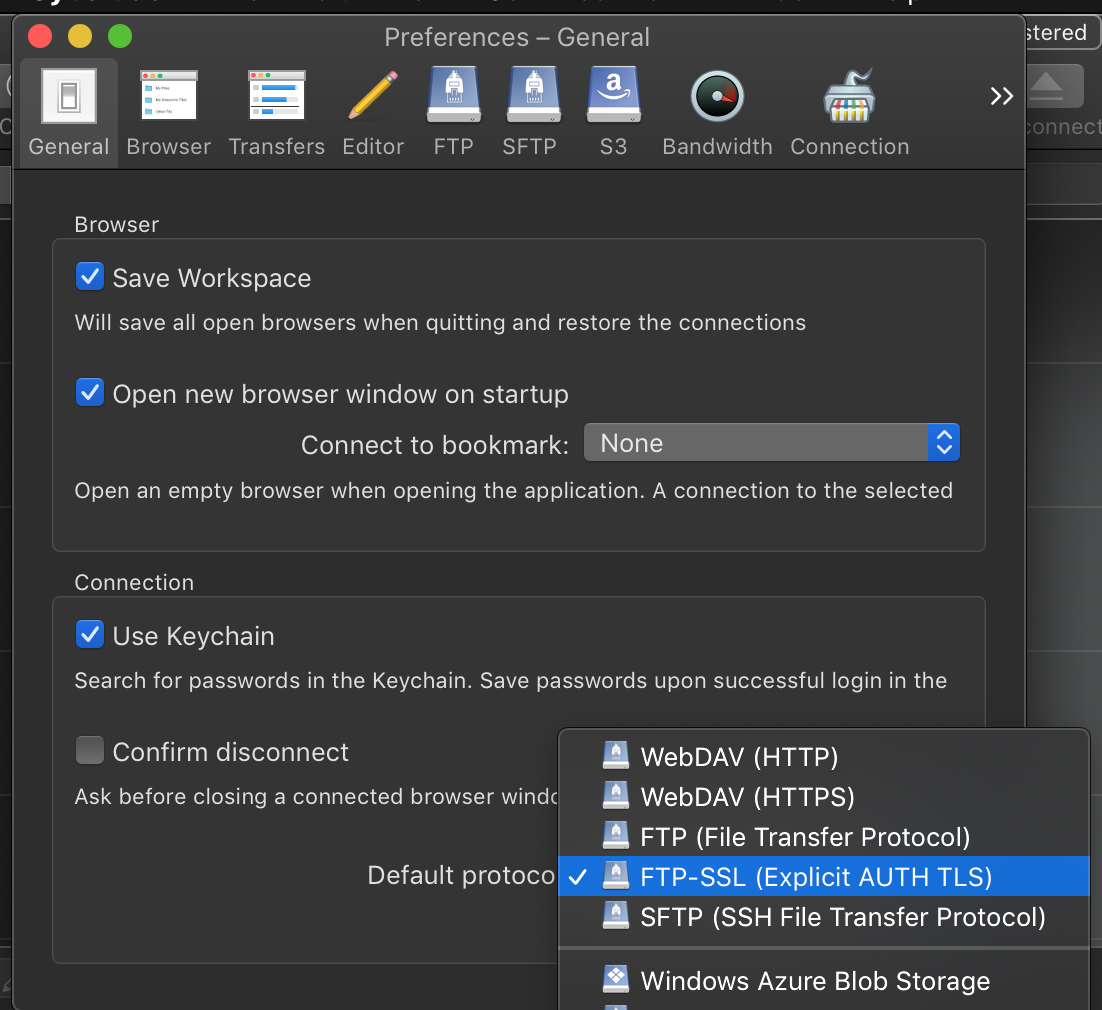 Preferences – General
stered
General
Browser
Transfers
Editor
FTP
SFTP
a
S3
Bandwidth
Connection
connect
Browser
Save Workspace
Will save all open browsers when quitting and restore the connections
Open new browser window on startup
Connect to bookmark: None
Open an empty browser when opening the application. A connection to the selected
Connection
Use Keychain
Search for passwords in the Keychain. Save passwords upon successful login in the
Confirm disconnect
Ask before closing a connected browser windo
Default protoco
WebDAV (HTTP)
WebDAV (HTTPS)
FTP (File Transfer Protocol)
FTP-SSL (Explicit AUTH TLS)
SFTP (SSH File Transfer Protocol)
Windows Azure Blob Storage